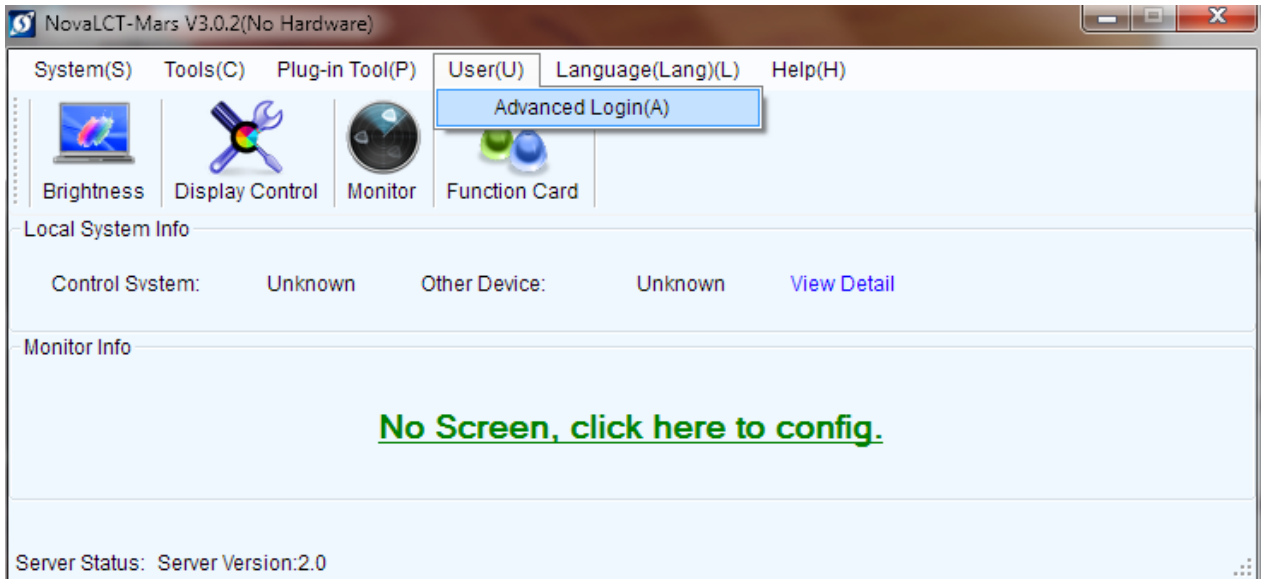 NovaLCT-Mars V3.0.2(No Hardware)
System(S) Tools(C) Plug-in Tool(P) User(U) Language(Lang)(L) Help(H)
Advanced Login(A)
Brightness Display Control Monitor Function Card
Local System Info
Control System: Unknown Other Device: Unknown View Detail
Monitor Info
No Screen, click here to config.
Server Status: Server Version:2.0